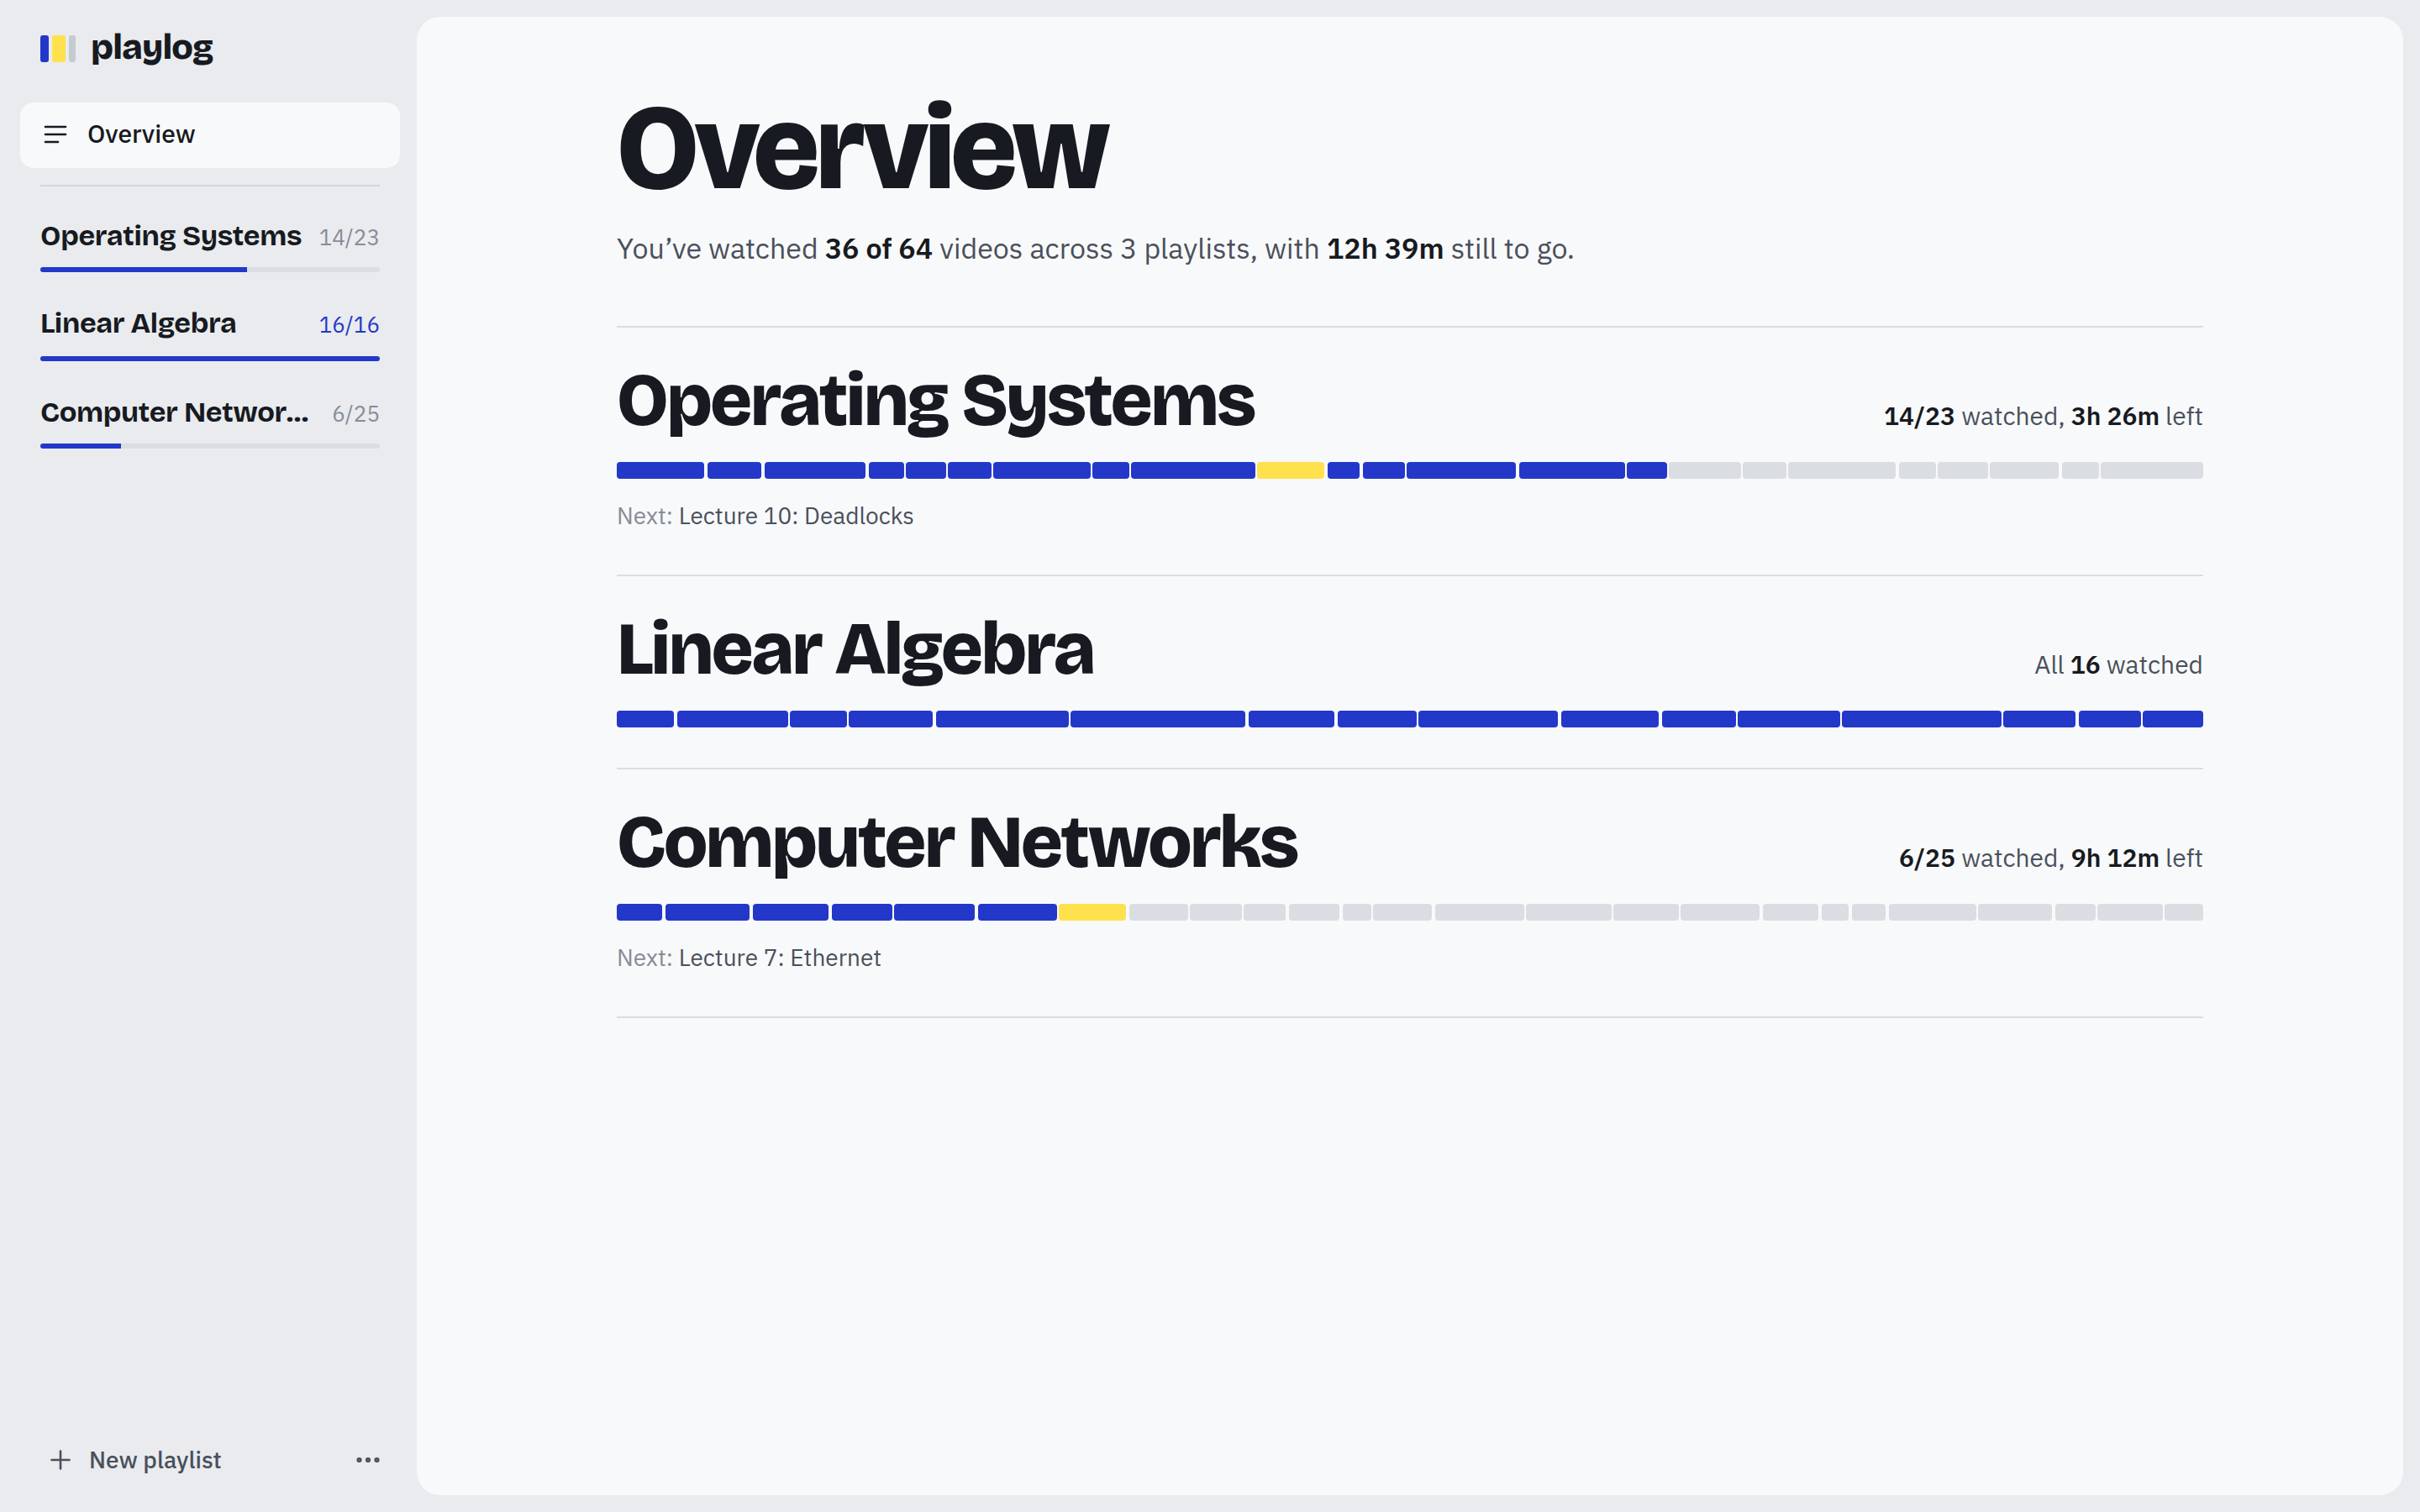 playlog
Overview
Operating Systems 14/23
Linear Algebra 16/16
Computer Networ... 6/25
New playlist
Overview
You’ve watched 36 of 64 videos across 3 playlists, with 12h 39m still to go.
Operating Systems
14/23 watched, 3h 26m left
Next: Lecture 10: Deadlocks
Linear Algebra
All 16 watched
Computer Networks
6/25 watched, 9h 12m left
Next: Lecture 7: Ethernet